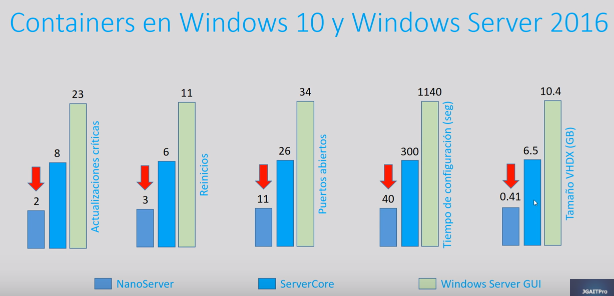 Containers en Windows 10 y Windows Server 2016
2
8
23
Actualizaciones críticas
3
6
11
Reinicios
11
26
34
Puertos abiertos
40
300
1140
Tiempo de configuración (seg)
0.41
6.5
10.4
Tamaño VHDX (GB)
NanoServer
ServerCore
Windows Server GUI
JGAITPro